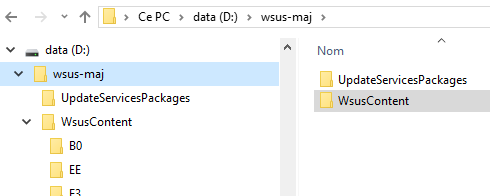 Ce PC > data (D:) > wsus-maj >
data (D:)
wsus-maj
UpdateServicesPackages
WsusContent
B0
EE
F3
Nom
UpdateServicesPackages
WsusContent